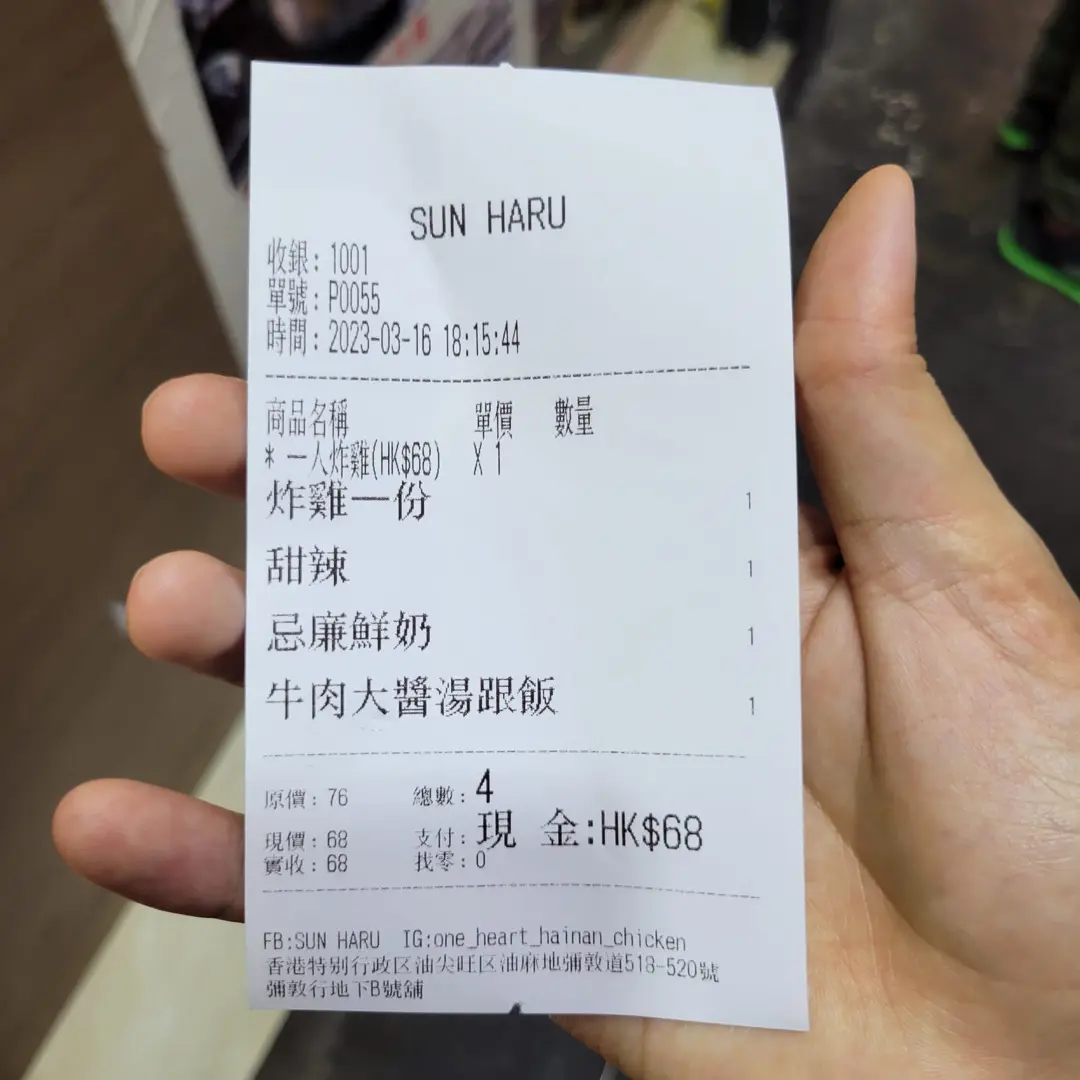 SUN HARU
收銀：1001
單號：P0055
時間：2023-03-16 18:15:44
商品名稱 單價 數量
* 一人炸雞(HK$68) X 1
炸雞一份 1
甜辣 1
忌廉鮮奶 1
牛肉大醬湯跟飯 1
原價：76 總數：4
現價：68 支付：現 金:HK$68
實收：68 找零：0
FB:SUN HARU IG:one_heart_hainan_chicken
香港特别行政区油尖旺区油麻地彌敦道518-520號
彌敦行地下B號舖